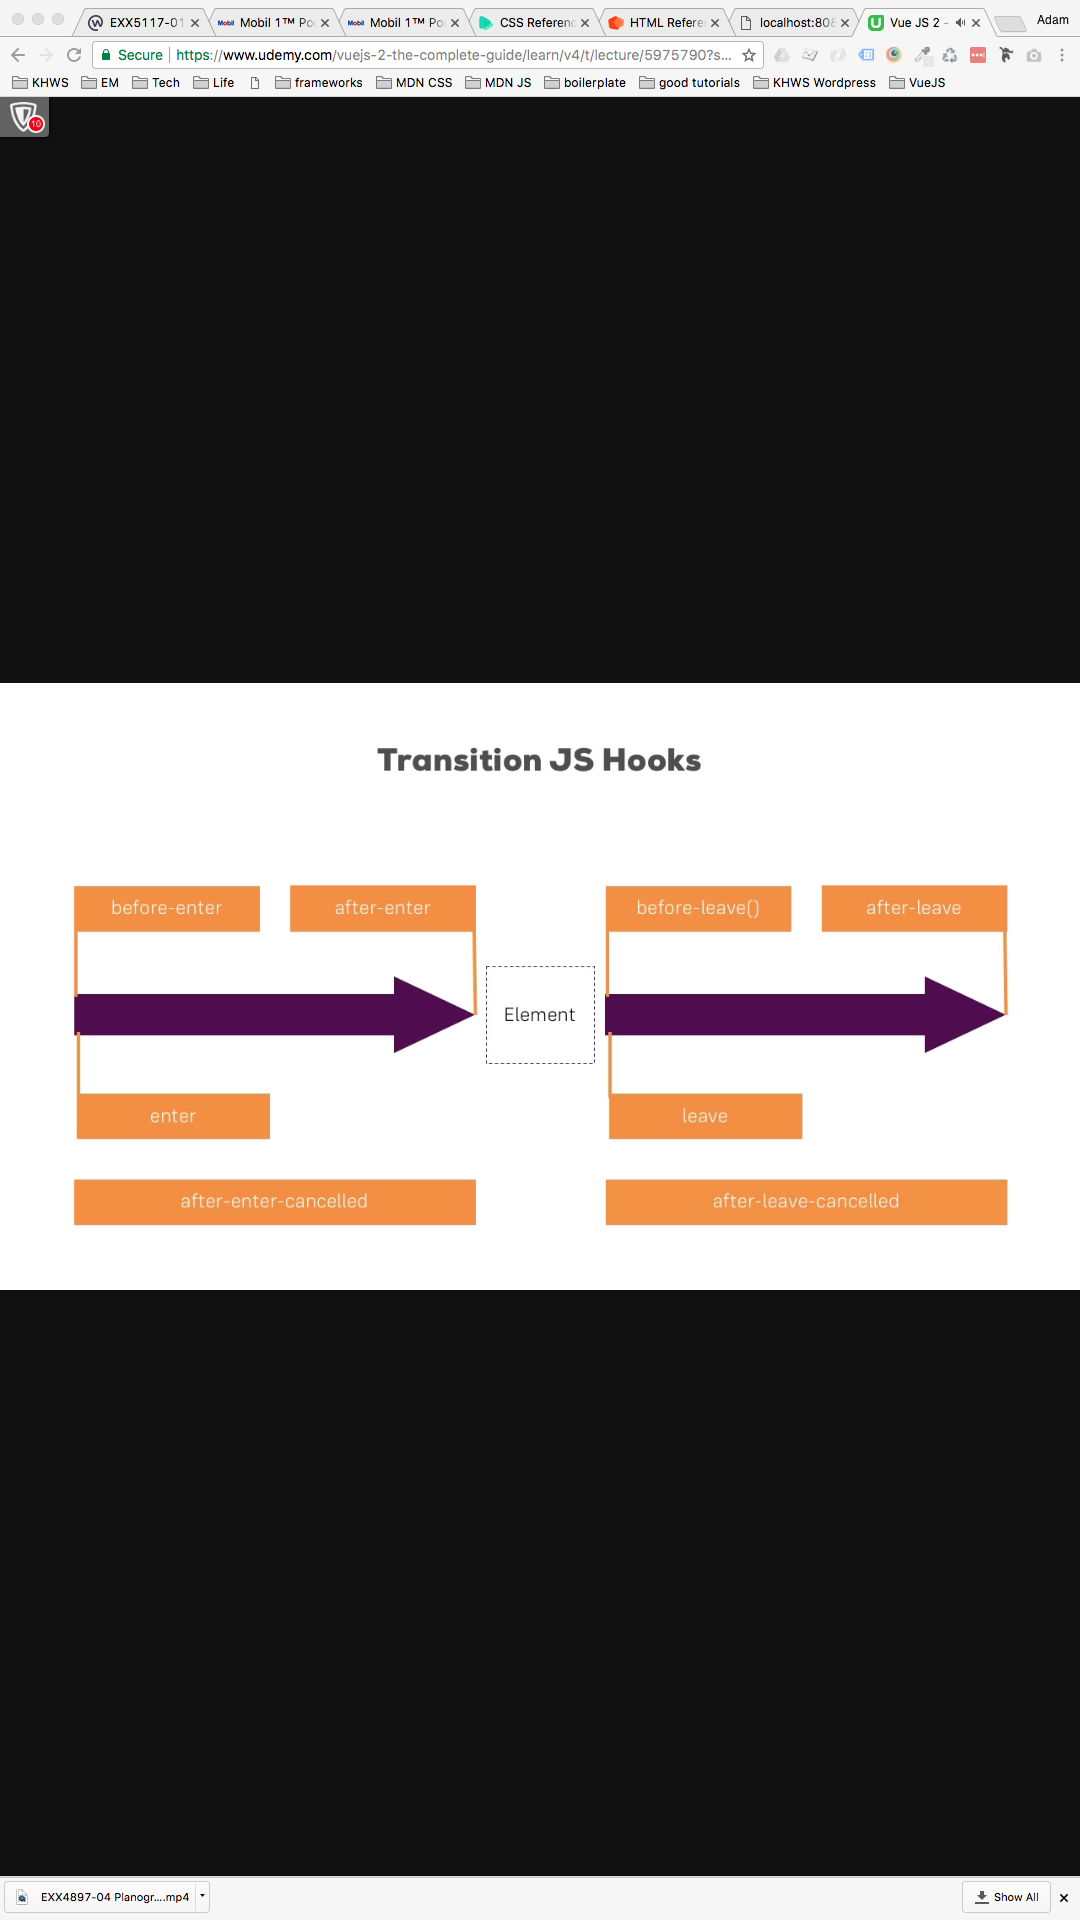 EXX5117-01
Mobil Mobil 1™ Po
Mobil Mobil 1™ Po
CSS Referenc
HTML Refere
localhost:808
Vue JS 2 -
Adam
Secure https://www.udemy.com/vuejs-2-the-complete-guide/learn/v4/t/lecture/5975790?s...
KHWS EM Tech Life frameworks MDN CSS MDN JS boilerplate good tutorials KHWS Wordpress VueJS
10
Transition JS Hooks
before-enter after-enter before-leave() after-leave
Element
enter leave
after-enter-cancelled after-leave-cancelled
EXX4897-04 Planogr....mp4 Show All